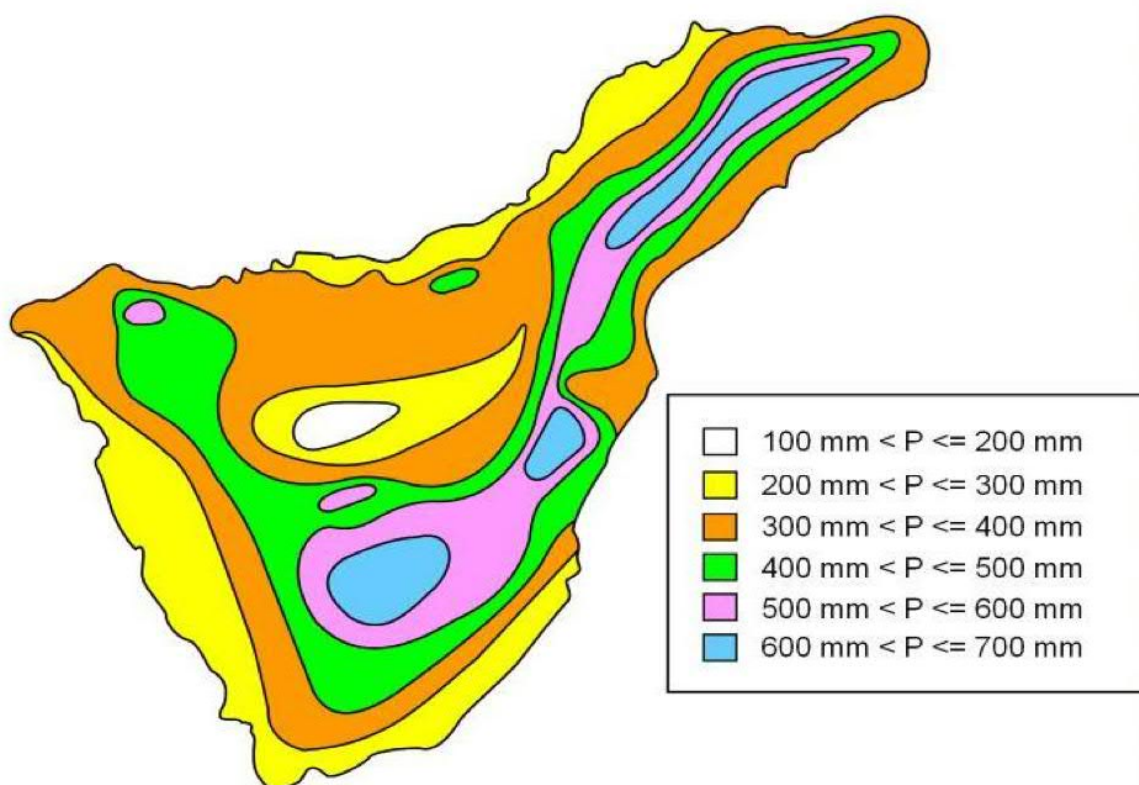 100 mm < P <= 200 mm
200 mm < P <= 300 mm
300 mm < P <= 400 mm
400 mm < P <= 500 mm
500 mm < P <= 600 mm
600 mm < P <= 700 mm